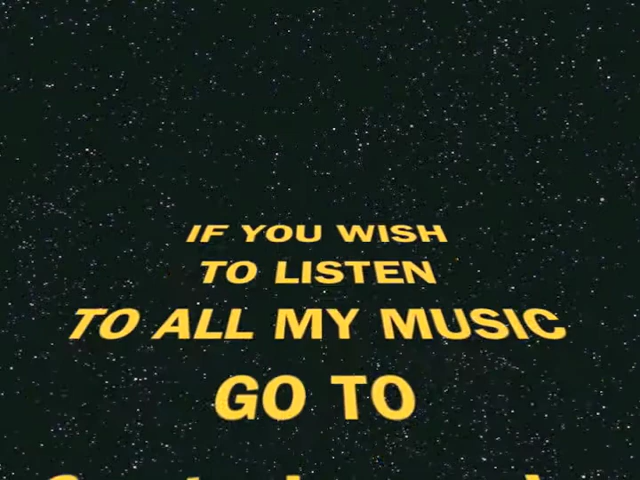 IF YOU WISH
TO LISTEN
TO ALL MY MUSIC
GO TO